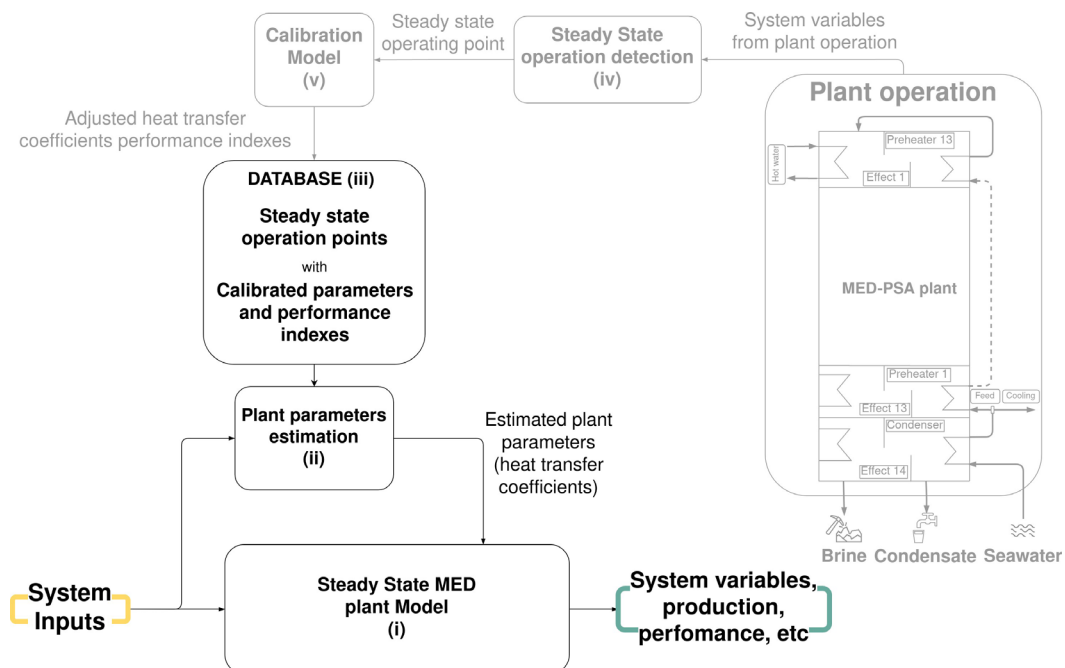 Calibration
Model
(v)
Steady state
operating point
Steady State
operation detection
(iv)
System variables
from plant operation
Adjusted heat transfer
coefficients performance indexes
DATABASE (iii)
Steady state
operation points
with
Calibrated parameters
and performance
indexes
Plant parameters
estimation
(ii)
Estimated plant
parameters
(heat transfer
coefficients)
System
Inputs
Steady State MED
plant Model
(i)
System variables,
production,
perfomance, etc
Plant operation
Preheater 13
Hot water
Effect 1
MED-PSA plant
Preheater 1
Feed
Cooling
Effect 13
Condenser
Effect 14
Brine
Condensate
Seawater